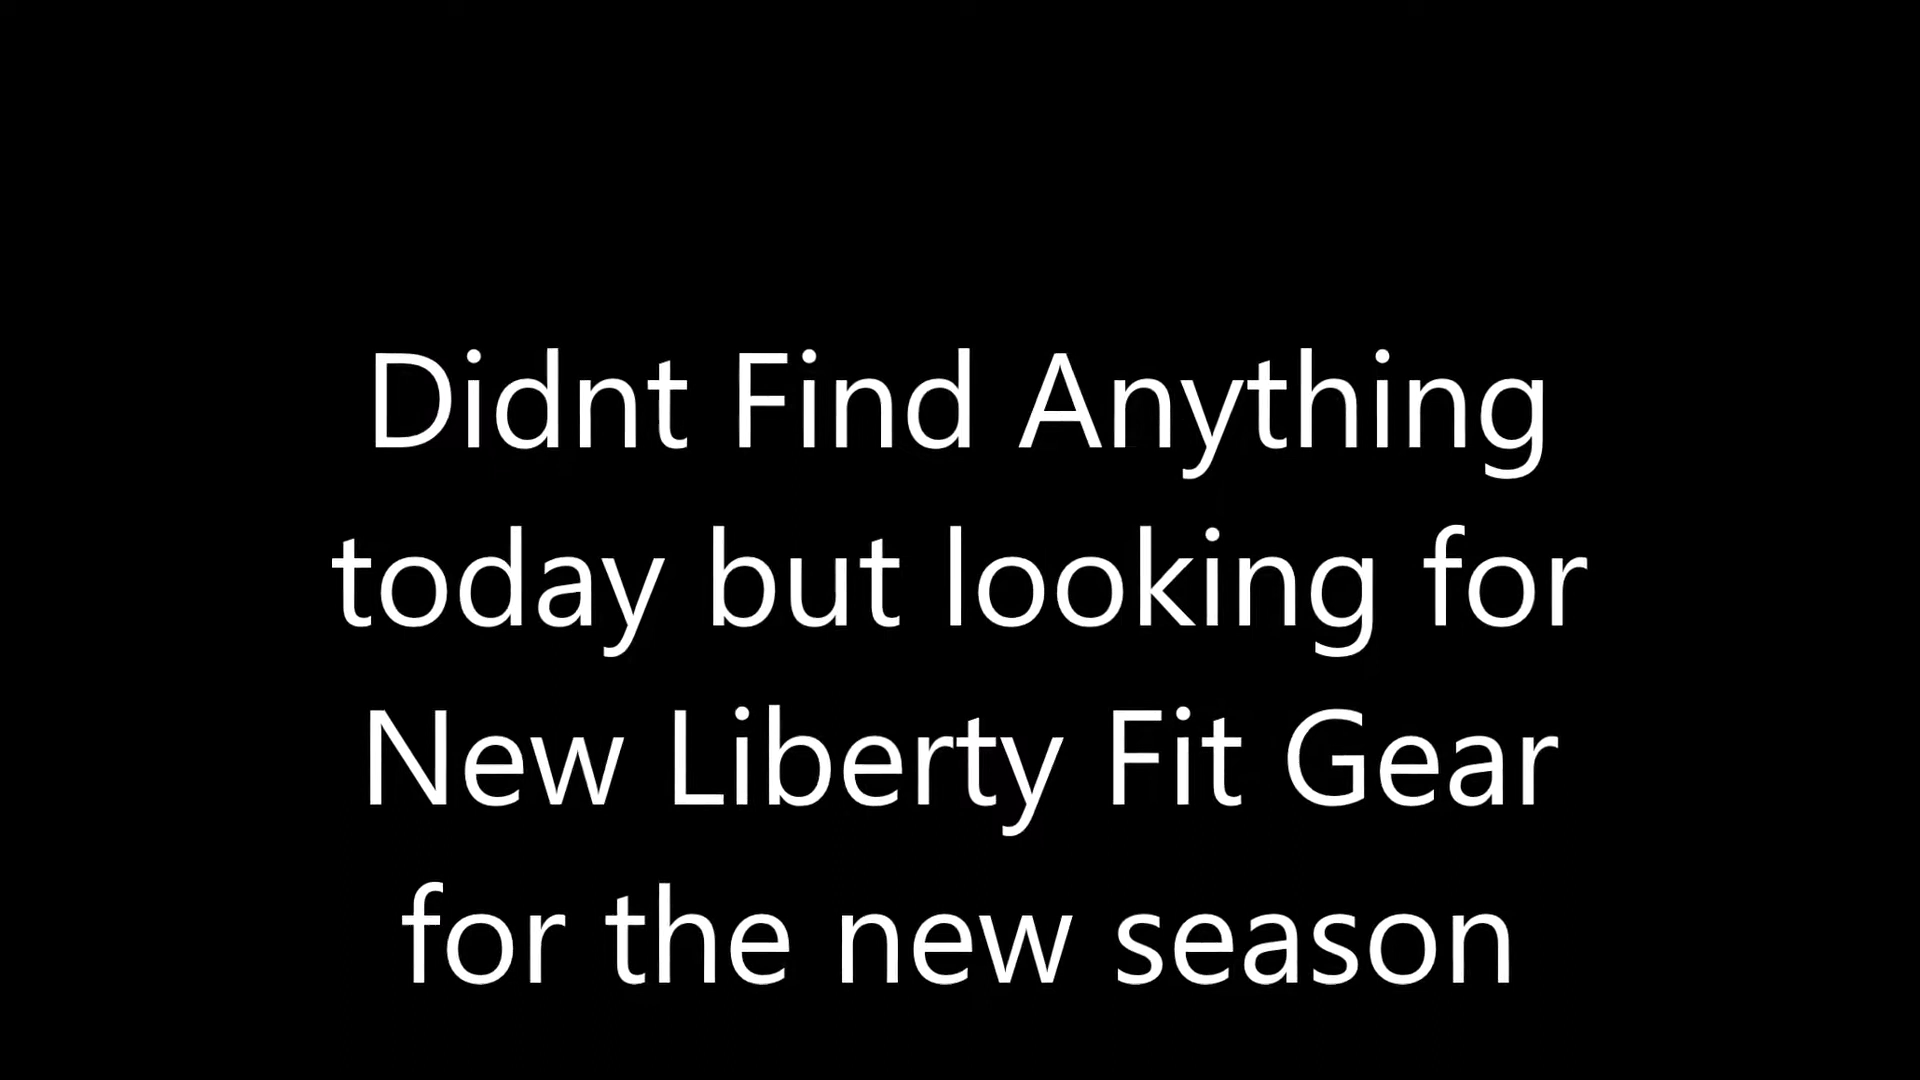 Didnt Find Anything
today but looking for
New Liberty Fit Gear
for the new season